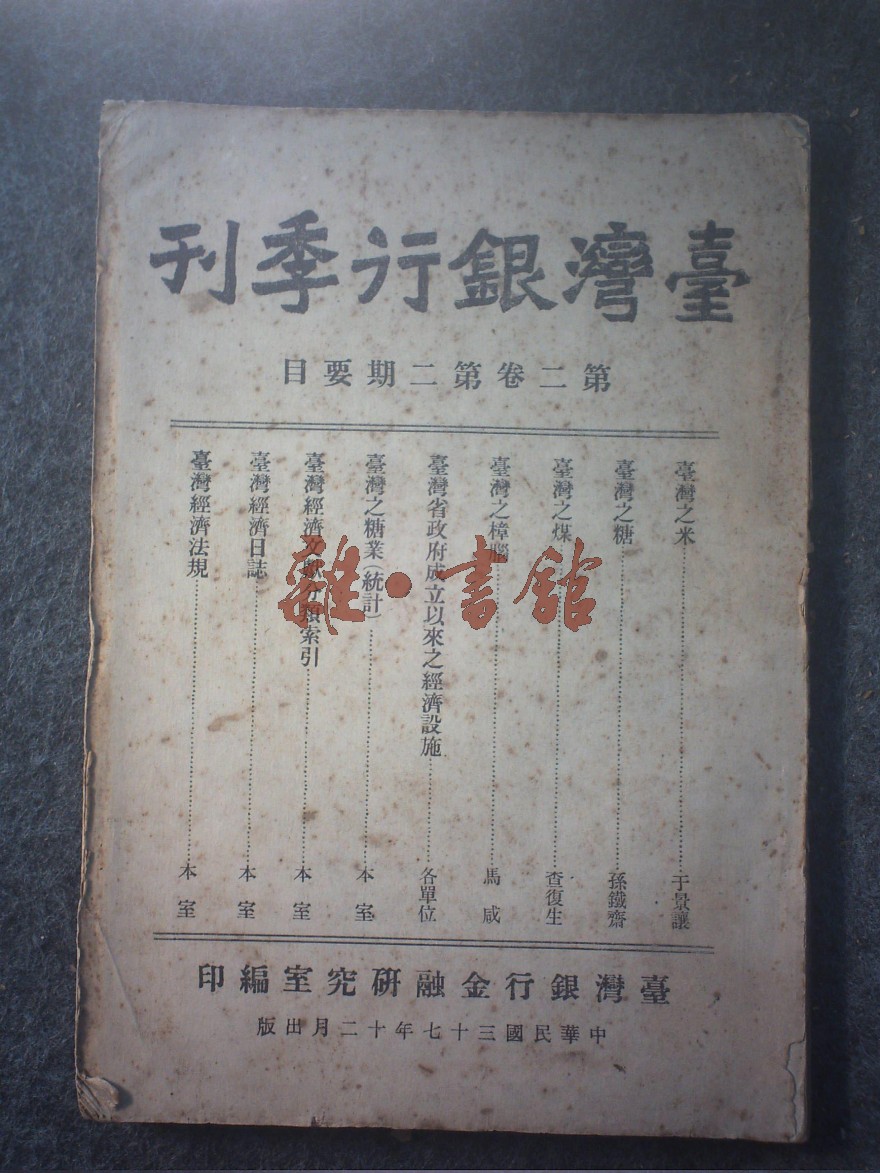 臺灣銀行季刊
第二卷第二期要目
臺灣之米……于景讓
臺灣之糖……孫鐵齋
臺灣之煤……查復生
臺灣之樟腦……馬咸
臺灣省政府成立以來之經濟設施……各單位
臺灣之糖業(統計)……本室
臺灣經濟文獻分類索引……本室
臺灣經濟日誌……本室
臺灣經濟法規……本室
臺灣銀行金融研究室編印
中華民國三十七年十二月出版
雜·書館